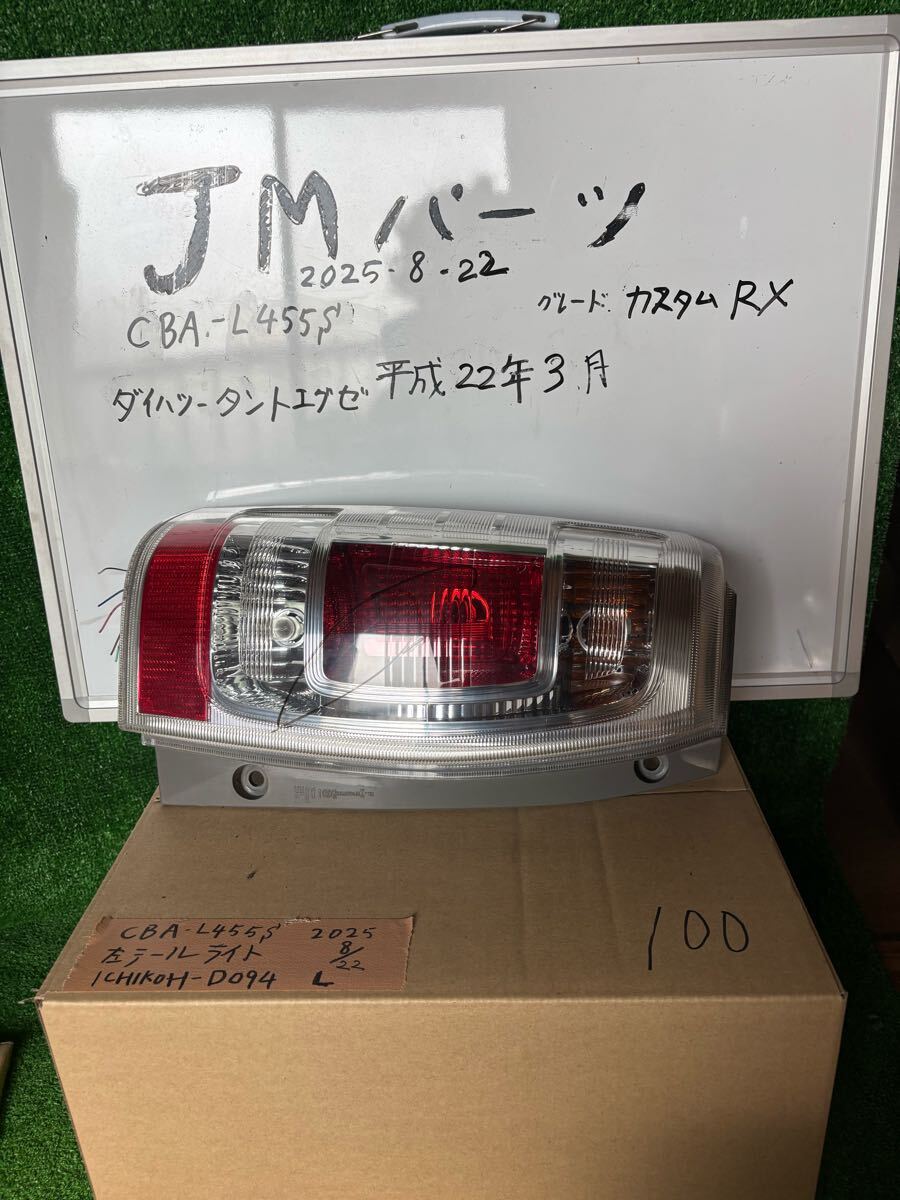 JMパーツ
2025-8-22
CBA.-L455S
グレード カスタム RX
ダイハツータントエグゼ 平成22年3月
CBA-L455S 2025
左テールライト 8/22
ICHIKOH-D094 L
100